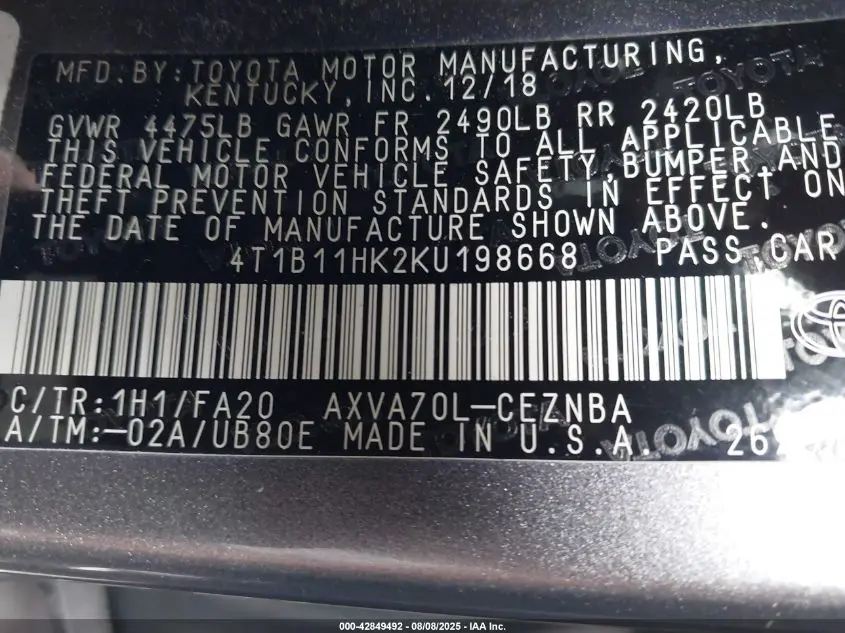 MFD.BY:TOYOTA MOTOR MANUFACTURING,
KENTUCKY, INC. 12/18
GVWR 4475LB GAWR FR 2490LB RR 2420LB
THIS VEHICLE CONFORMS TO ALL APPLICABLE
FEDERAL MOTOR VEHICLE SAFETY,BUMPER,AND
THEFT PREVENTION STANDARDS IN EFFECT ON
THE DATE OF MANUFACTURE SHOWN ABOVE.
4T1B11HK2KU198668 PASS.CAR
C/TR:1H1/FA20 AXVA70L-CEZNBA
A/TM:-02A/UB80E MADE IN U.S.A. 26
TOYOTA
000-42849492 - 08/08/2025 - IAA Inc.